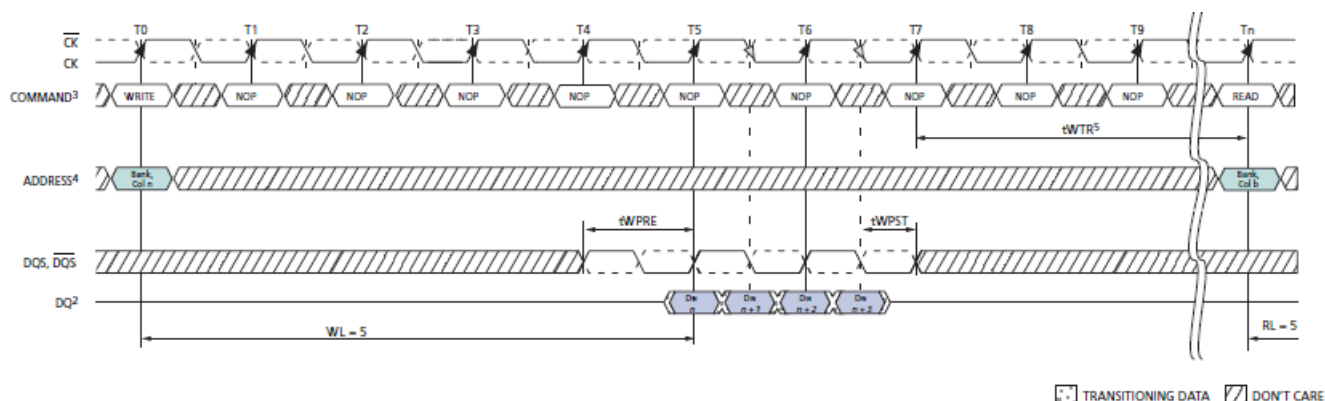 T0 T1 T2 T3 T4 T5 T6 T7 T8 T9 Tn
CK
CK
COMMAND3 WRITE NOP NOP NOP NOP NOP NOP NOP NOP NOP READ
tWTR5
ADDRESS4 Bank, Col n Bank, Col b
tWPRE tWPST
DQS, DQS
DQ2 DIN n DIN n+1 DIN n+2 DIN n+3
WL = 5 RL = 5
TRANSITIONING DATA DON'T CARE